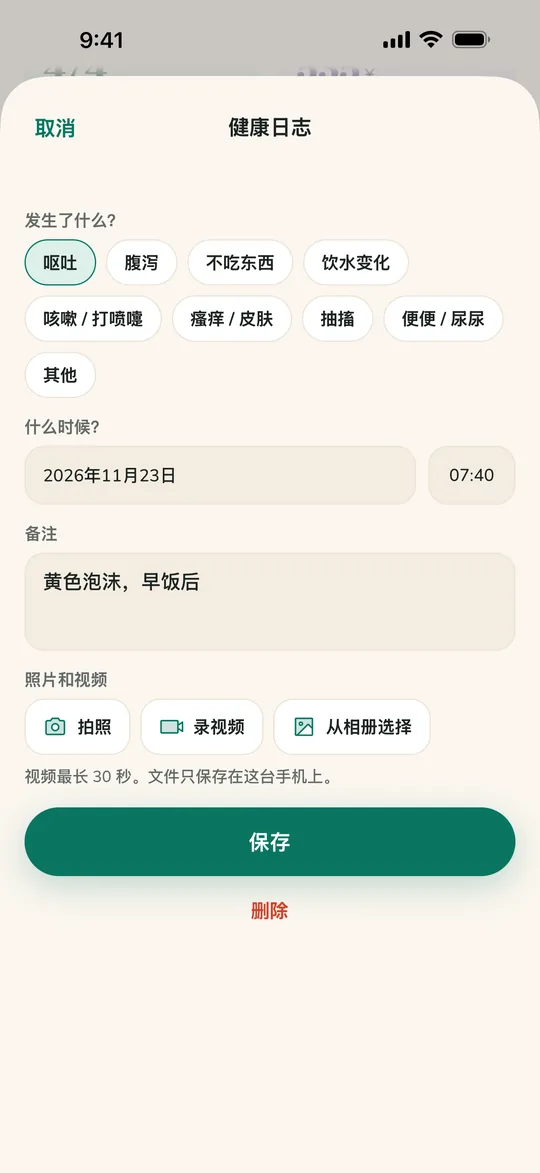 9:41
取消
健康日志
发生了什么?
呕吐
腹泻
不吃东西
饮水变化
咳嗽 / 打喷嚏
瘙痒 / 皮肤
抽搐
便便 / 尿尿
其他
什么时候?
2026年11月23日
07:40
备注
黄色泡沫，早饭后
照片和视频
拍照
录视频
从相册选择
视频最长 30 秒。文件只保存在这台手机上。
保存
删除